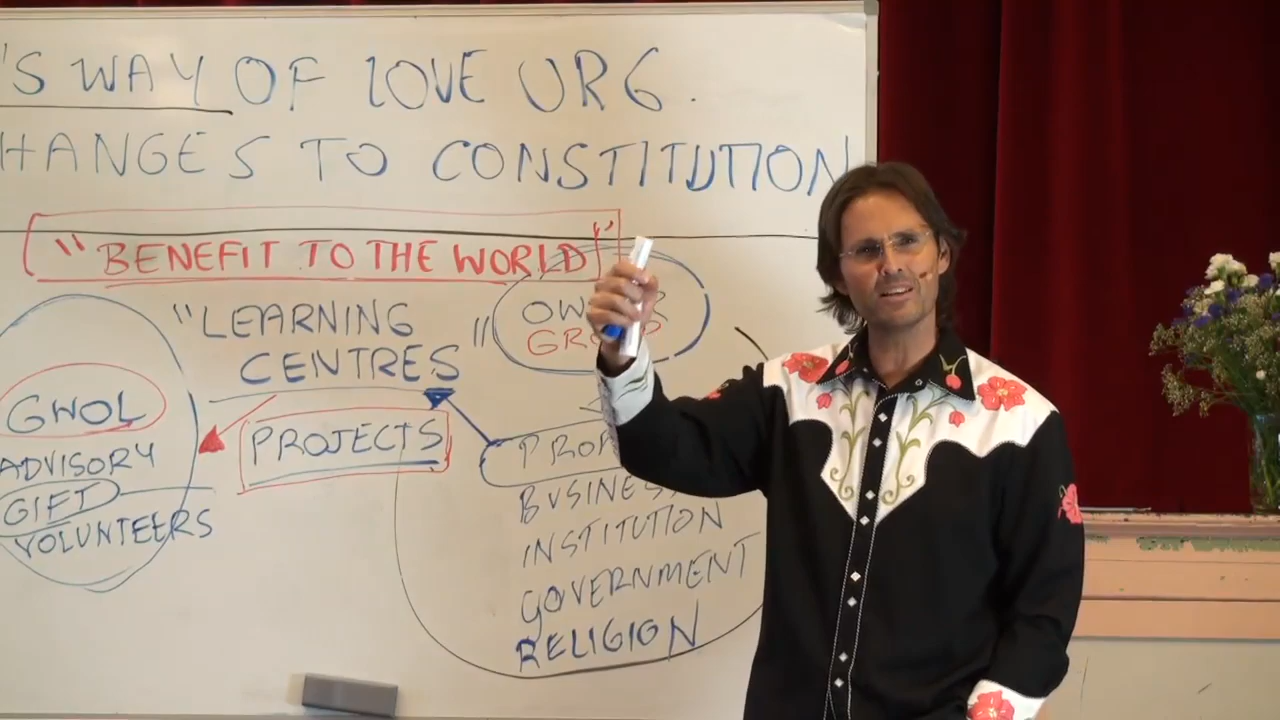 'S WAY OF LOVE URG.
HANGES TO CONSTITUTION
"BENEFIT TO THE WORLD"
"LEARNING
CENTRES"
GWOL
ADVISORY
GIFT
VOLUNTEERS
PROJECTS
BUSINESS
INSTITUTION
GOVERNMENT
RELIGION